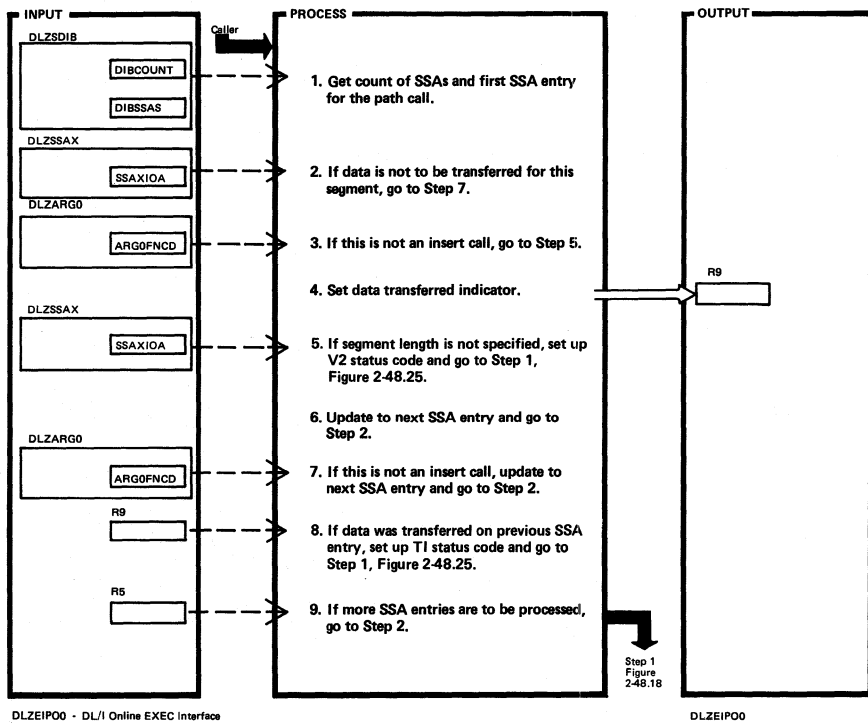 INPUT
PROCESS
OUTPUT
Caller
DLZSDIB
DIBCOUNT
DIBSSAS
1. Get count of SSAs and first SSA entry
for the path call.
DLZSSAX
SSAXIOA
2. If data is not to be transferred for this
segment, go to Step 7.
DLZARG0
ARG0FNCD
3. If this is not an insert call, go to Step 5.
4. Set data transferred indicator.
R9
DLZSSAX
SSAXIOA
5. If segment length is not specified, set up
V2 status code and go to Step 1,
Figure 2-48.25.
6. Update to next SSA entry and go to
Step 2.
DLZARG0
ARG0FNCD
7. If this is not an insert call, update to
next SSA entry and go to Step 2.
R9
8. If data was transferred on previous SSA
entry, set up TI status code and go to
Step 1, Figure 2-48.25.
R5
9. If more SSA entries are to be processed,
go to Step 2.
Step 1
Figure
2-48.18
DLZEIPO0 - DL/I Online EXEC Interface
DLZEIPO0